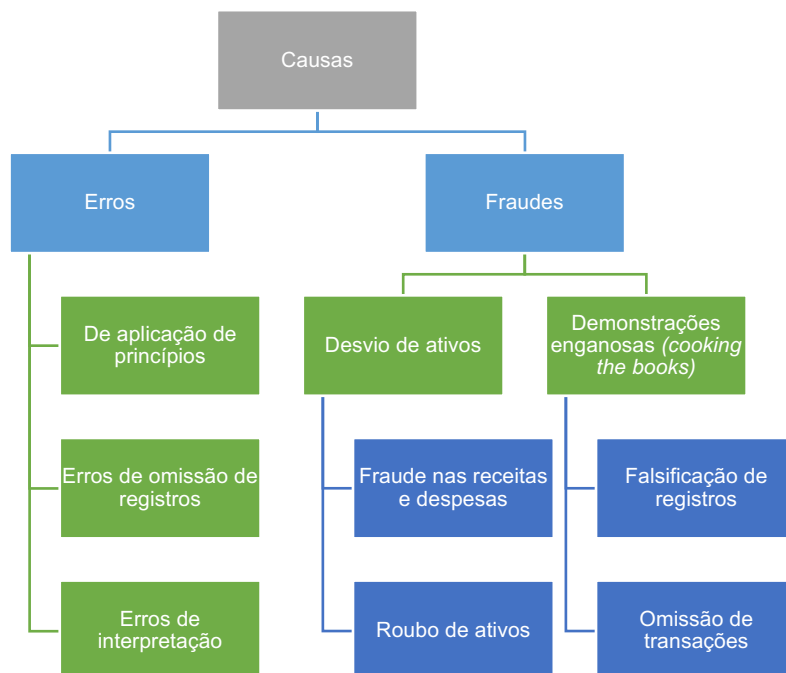 Causas
Erros
Fraudes
De aplicação de
princípios
Desvio de ativos
Demonstrações
enganosas (cooking
the books)
Erros de omissão de
registros
Fraude nas receitas
e despesas
Falsificação de
registros
Erros de
interpretação
Roubo de ativos
Omissão de
transações